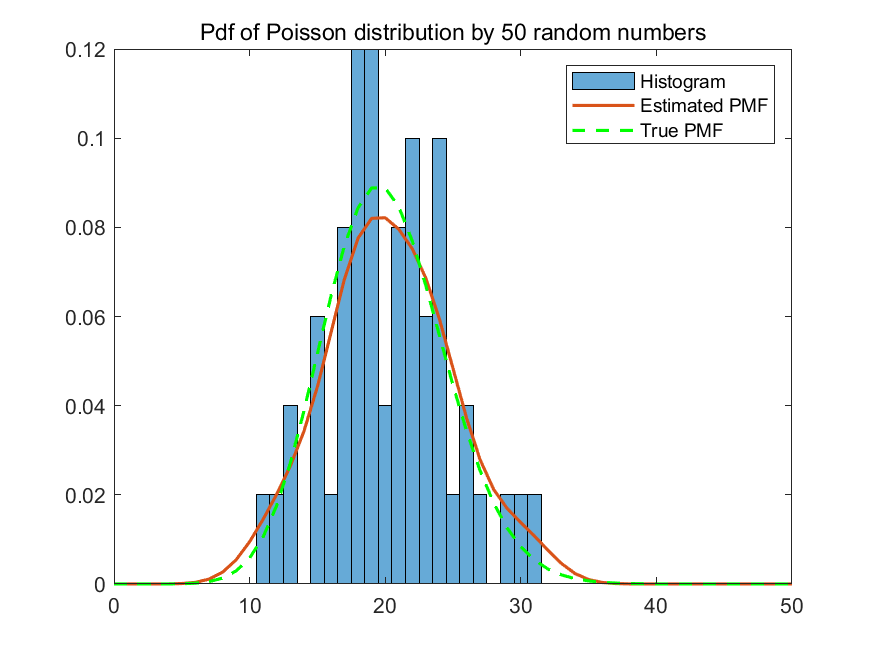 Pdf of Poisson distribution by 50 random numbers
0.12
0.1
0.08
0.06
0.04
0.02
0
0 10 20 30 40 50
Histogram
Estimated PMF
True PMF